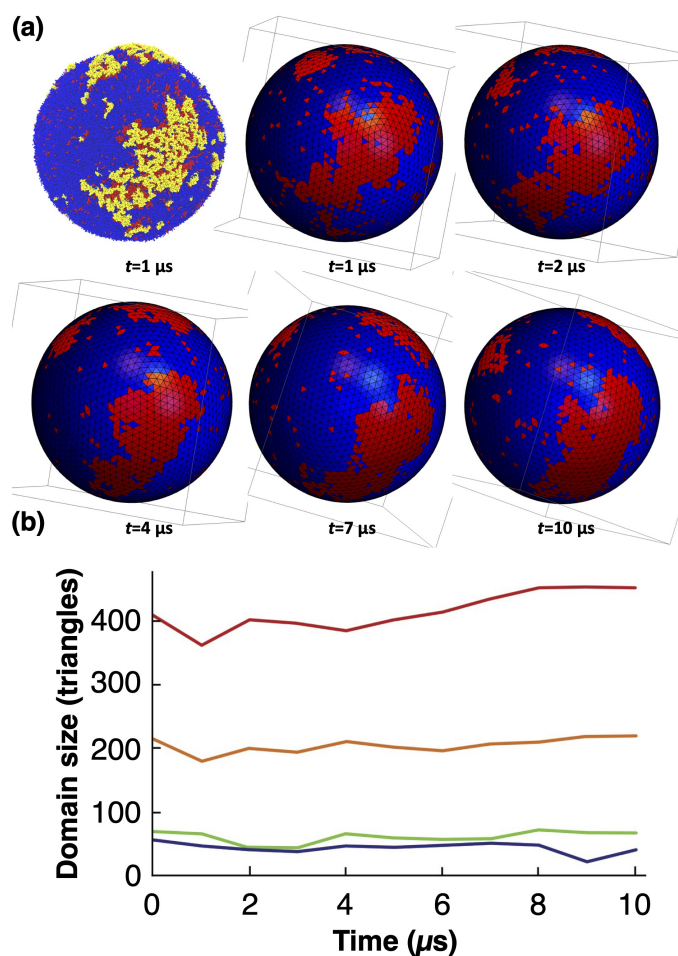 (a)
t=1 μs
t=1 μs
t=2 μs
t=4 μs
t=7 μs
t=10 μs
(b)
Domain size (triangles)
400
300
200
100
0
0 2 4 6 8 10
Time (μs)